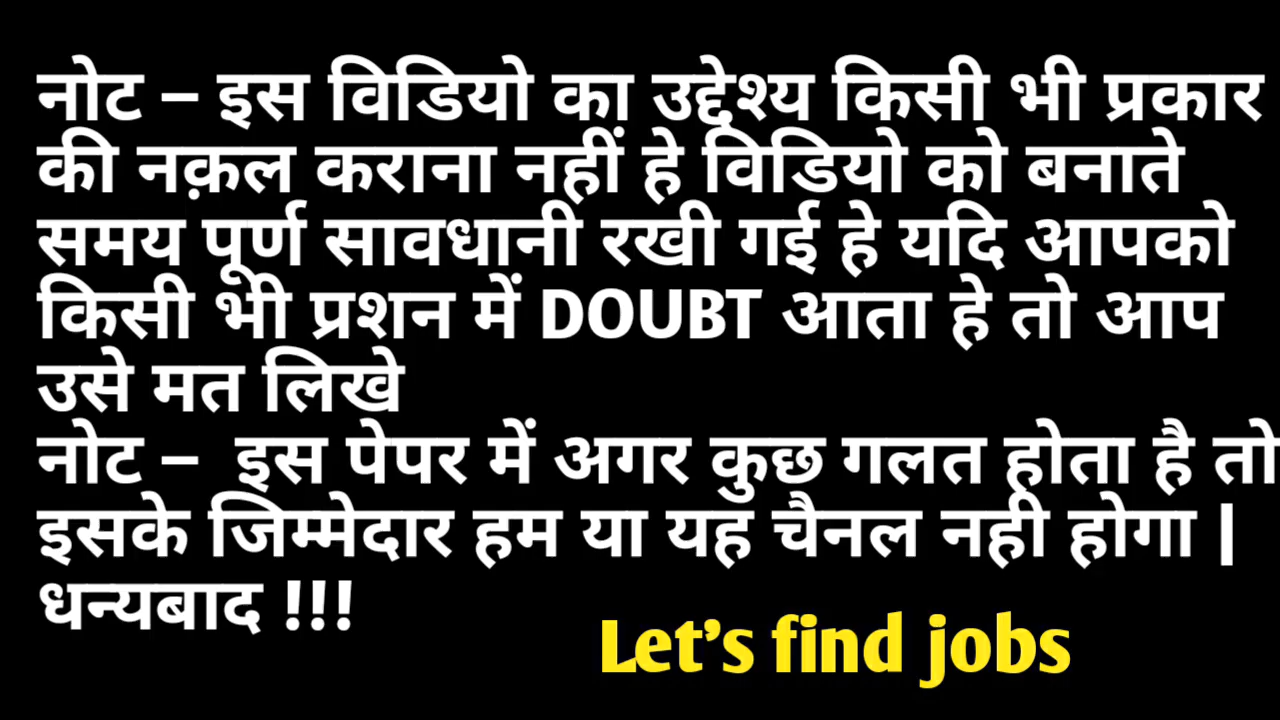 नोट – इस विडियो का उद्देश्य किसी भी प्रकार
की नक़ल कराना नहीं हे विडियो को बनाते
समय पूर्ण सावधानी रखी गई हे यदि आपको
किसी भी प्रशन में DOUBT आता हे तो आप
उसे मत लिखे
नोट – इस पेपर में अगर कुछ गलत होता है तो
इसके जिम्मेदार हम या यह चैनल नही होगा |
धन्यबाद !!!
Let's find jobs